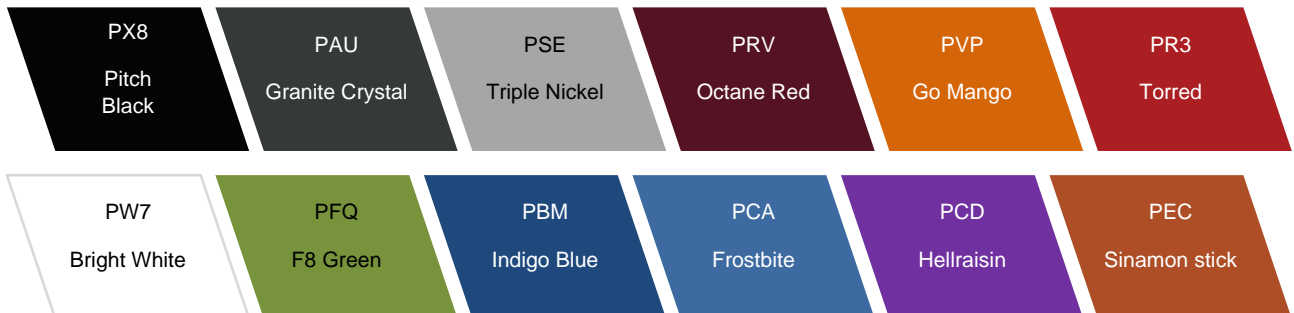 PX8
Pitch
Black
PAU
Granite Crystal
PSE
Triple Nickel
PRV
Octane Red
PVP
Go Mango
PR3
Torred
PW7
Bright White
PFQ
F8 Green
PBM
Indigo Blue
PCA
Frostbite
PCD
Hellraisin
PEC
Sinamon stick